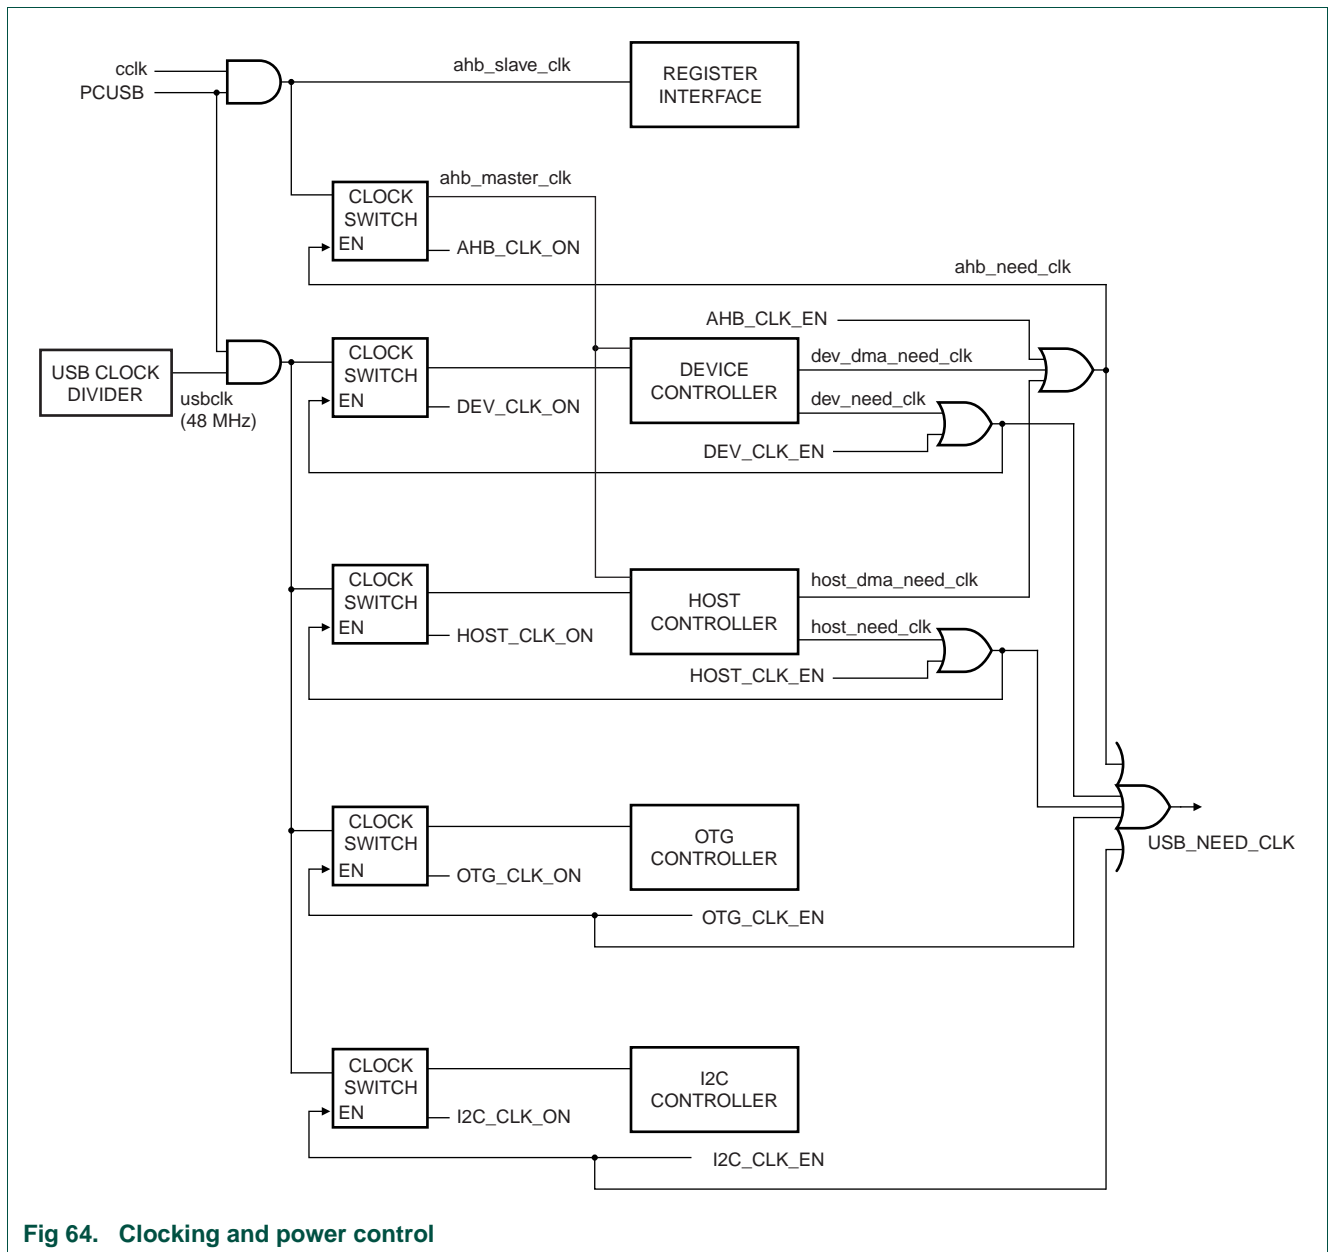 cclk
PCUSB
ahb_slave_clk
REGISTER
INTERFACE
CLOCK
SWITCH
EN
ahb_master_clk
AHB_CLK_ON
ahb_need_clk
AHB_CLK_EN
USB CLOCK
DIVIDER
usbclk
(48 MHz)
CLOCK
SWITCH
EN
DEV_CLK_ON
DEVICE
CONTROLLER
dev_dma_need_clk
dev_need_clk
DEV_CLK_EN
CLOCK
SWITCH
EN
HOST_CLK_ON
HOST
CONTROLLER
host_dma_need_clk
host_need_clk
HOST_CLK_EN
CLOCK
SWITCH
EN
OTG_CLK_ON
OTG
CONTROLLER
USB_NEED_CLK
OTG_CLK_EN
CLOCK
SWITCH
EN
I2C_CLK_ON
I2C
CONTROLLER
I2C_CLK_EN
Fig 64. Clocking and power control